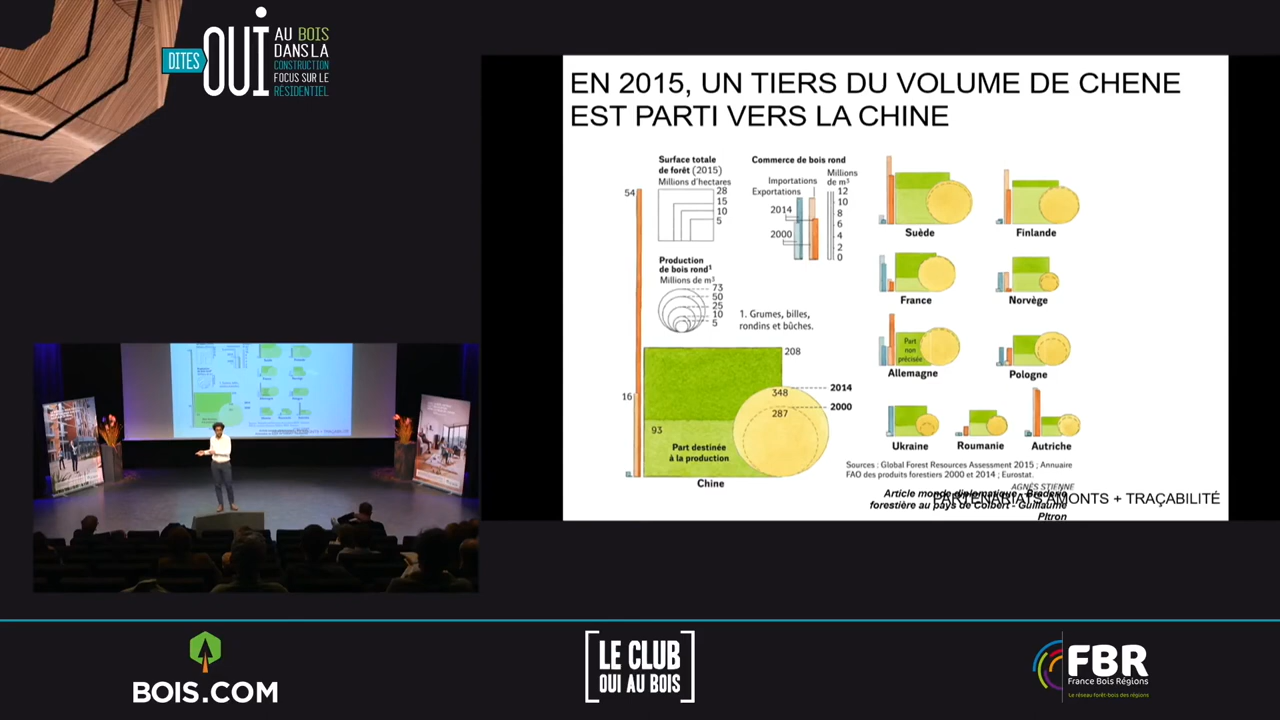 DITES
OUI
AU BOIS
DANS LA
CONSTRUCTION
FOCUS SUR LE
RÉSIDENTIEL
EN 2015, UN TIERS DU VOLUME DE CHENE
EST PARTI VERS LA CHINE
Surface totale
de forêt (2015)
Millions d'hectares
28
15
10
5
Commerce de bois rond
Importations
Exportations
Millions
de m³
2014
2000
12
10
8
6
4
2
0
Production
de bois rond¹
Millions de m³
73
50
25
10
5
1. Grumes, billes,
rondins et bûches.
54
16
208
93
348
287
2014
2000
Part destinée
à la production
Chine
Suède
Finlande
France
Norvège
Part
non
précisée
Allemagne
Pologne
Ukraine
Roumanie
Autriche
Sources : Global Forest Resources Assessment 2015 ; Annuaire
FAO des produits forestiers 2000 et 2014 ; Eurostat.
AGNÈS STIENNE
Article monde diplomatique - Braderie
forestière au pays de Colbert - Guillaume
PItron
PARTENARIATS AMONTS + TRAÇABILITÉ
BOIS.COM
LE CLUB
OUI AU BOIS
FBR
France Bois Régions
Le réseau forêt-bois des régions